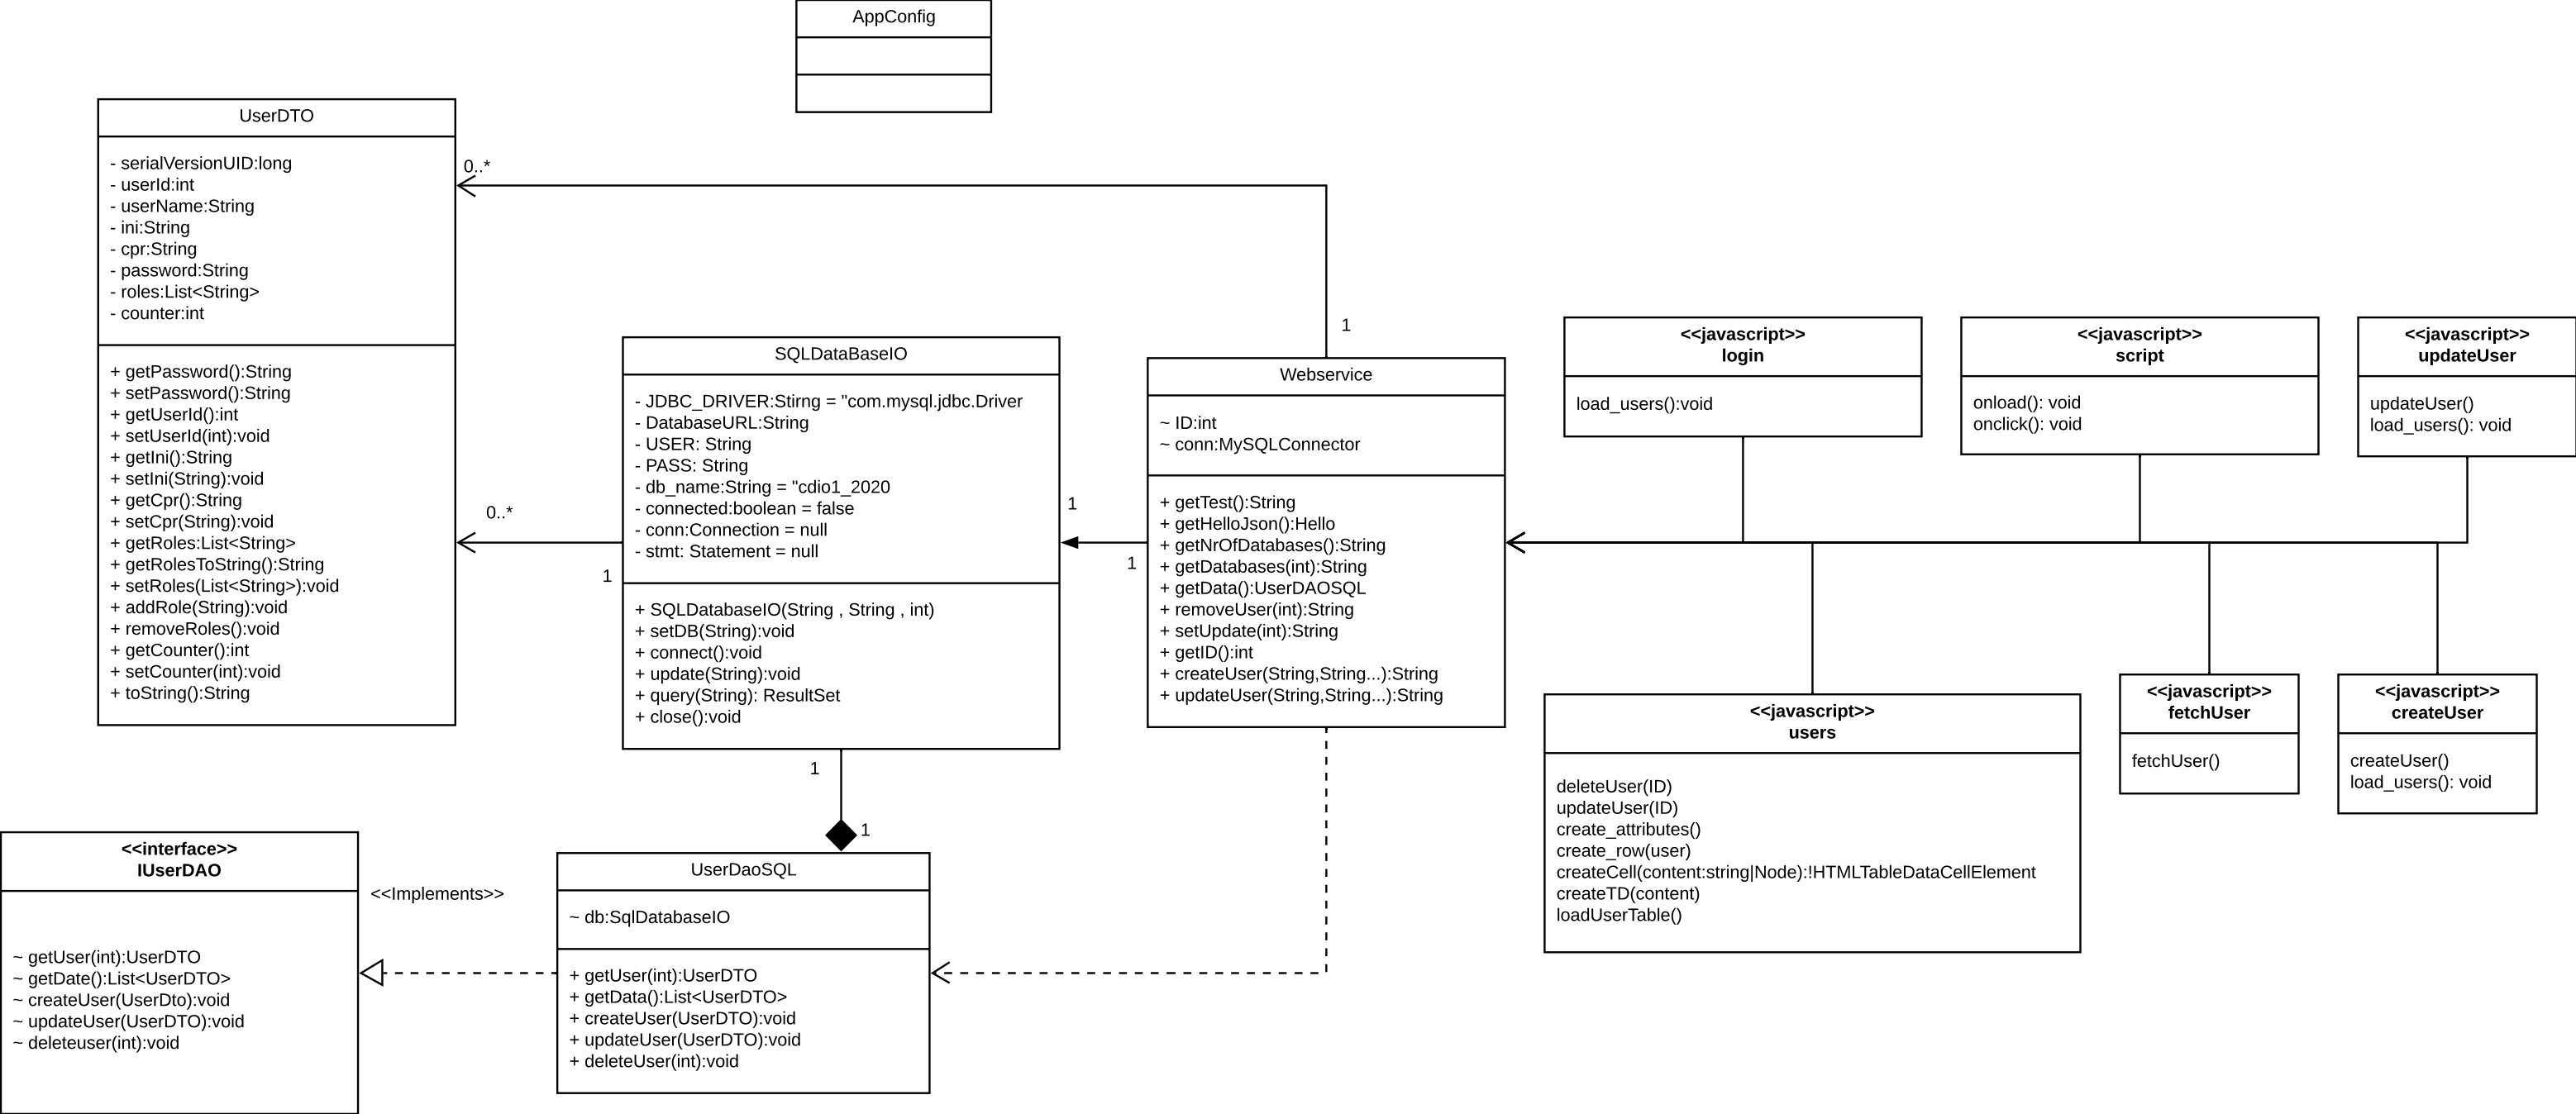 AppConfig
UserDTO
- serialVersionUID:long
- userId:int
- userName:String
- ini:String
- cpr:String
- password:String
- roles:List<String>
- counter:int
+ getPassword():String
+ setPassword():String
+ getUserId():int
+ setUserId(int):void
+ getIni():String
+ setIni(String):void
+ getCpr():String
+ setCpr(String):void
+ getRoles:List<String>
+ getRolesToString():String
+ setRoles(List<String>):void
+ addRole(String):void
+ removeRoles():void
+ getCounter():int
+ setCounter(int):void
+ toString():String
0..*
1
0..*
1
SQLDataBaseIO
- JDBC_DRIVER:Stirng = "com.mysql.jdbc.Driver
- DatabaseURL:String
- USER: String
- PASS: String
- db_name:String = "cdio1_2020
- connected:boolean = false
- conn:Connection = null
- stmt: Statement = null
+ SQLDatabaseIO(String , String , int)
+ setDB(String):void
+ connect():void
+ update(String):void
+ query(String): ResultSet
+ close():void
1
1
Webservice
~ ID:int
~ conn:MySQLConnector
+ getTest():String
+ getHelloJson():Hello
+ getNrOfDatabases():String
+ getDatabases(int):String
+ getData():UserDAOSQL
+ removeUser(int):String
+ setUpdate(int):String
+ getID():int
+ createUser(String,String...):String
+ updateUser(String,String...):String
<<javascript>>
login
load_users():void
<<javascript>>
script
onload(): void
onclick(): void
<<javascript>>
updateUser
updateUser()
load_users(): void
<<javascript>>
users
deleteUser(ID)
updateUser(ID)
create_attributes()
create_row(user)
createCell(content:string|Node):!HTMLTableDataCellElement
createTD(content)
loadUserTable()
<<javascript>>
fetchUser
fetchUser()
<<javascript>>
createUser
createUser()
load_users(): void
1
1
<<interface>>
IUserDAO
~ getUser(int):UserDTO
~ getDate():List<UserDTO>
~ createUser(UserDto):void
~ updateUser(UserDTO):void
~ deleteuser(int):void
<<Implements>>
UserDaoSQL
~ db:SqlDatabaseIO
+ getUser(int):UserDTO
+ getData():List<UserDTO>
+ createUser(UserDTO):void
+ updateUser(UserDTO):void
+ deleteUser(int):void